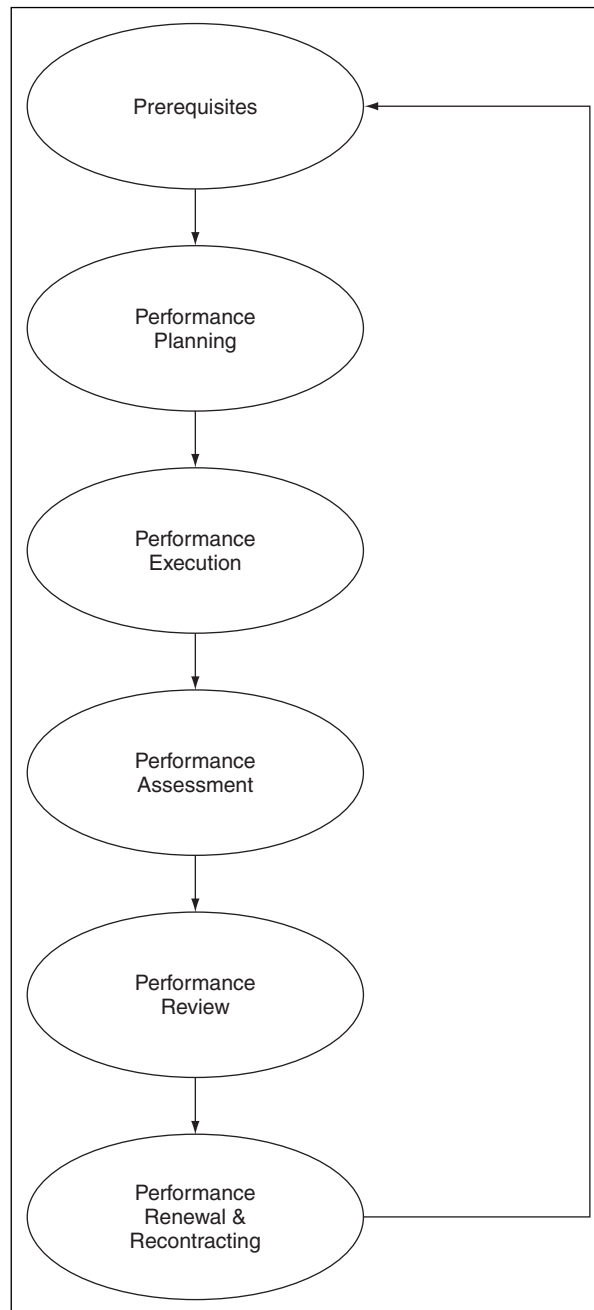 Prerequisites
Performance
Planning
Performance
Execution
Performance
Assessment
Performance
Review
Performance
Renewal &
Recontracting